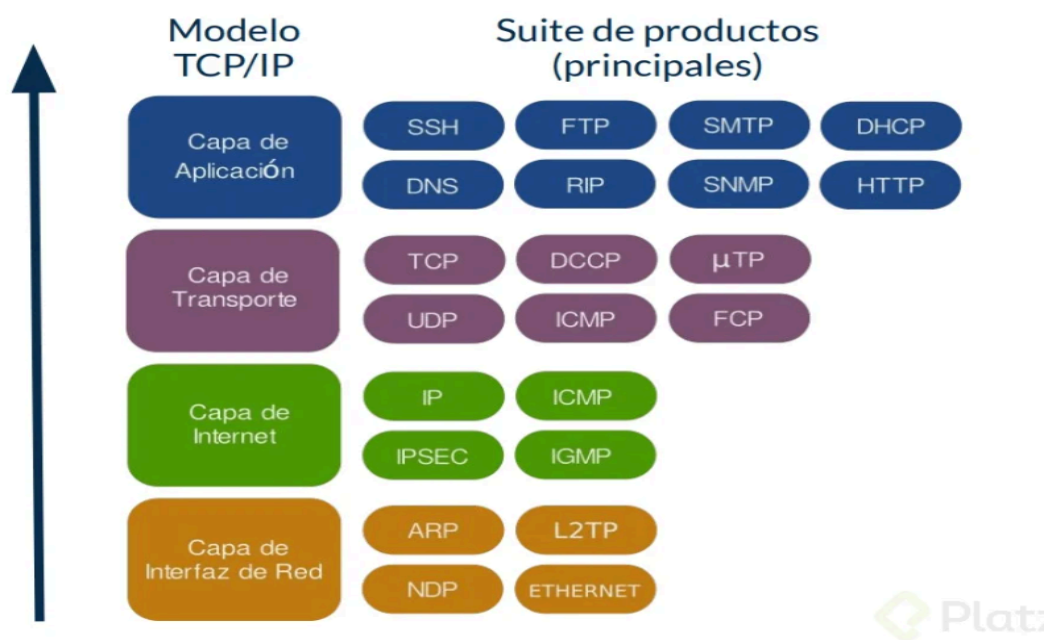 Modelo
TCP/IP
Suite de productos
(principales)
Capa de
Aplicación
SSH
FTP
SMTP
DHCP
DNS
RIP
SNMP
HTTP
Capa de
Transporte
TCP
DCCP
µTP
UDP
ICMP
FCP
Capa de
Internet
IP
ICMP
IPSEC
IGMP
Capa de
Interfaz de Red
ARP
L2TP
NDP
ETHERNET
Platz